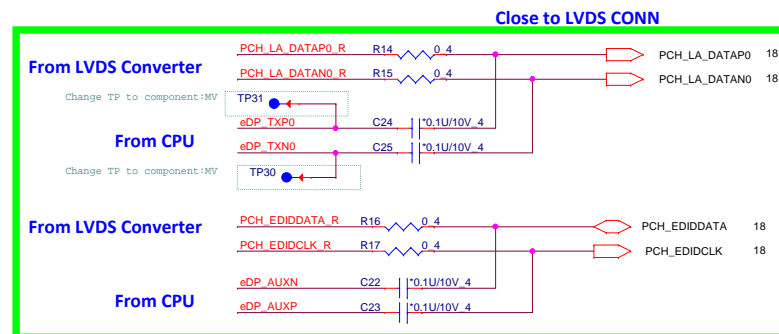 Close to LVDS CONN
PCH_LA_DATAP0_R R14 0_4 PCH_LA_DATAP0 18
From LVDS Converter
PCH_LA_DATAN0_R R15 0_4 PCH_LA_DATAN0 18
Change TP to component:MV TP31
eDP_TXP0 C24 *0.1U/10V_4
From CPU
eDP_TXN0 C25 *0.1U/10V_4
Change TP to component:MV TP30
PCH_EDIDDATA_R R16 0_4 PCH_EDIDDATA 18
From LVDS Converter
PCH_EDIDCLK_R R17 0_4 PCH_EDIDCLK 18
eDP_AUXN C22 *0.1U/10V_4
From CPU
eDP_AUXP C23 *0.1U/10V_4